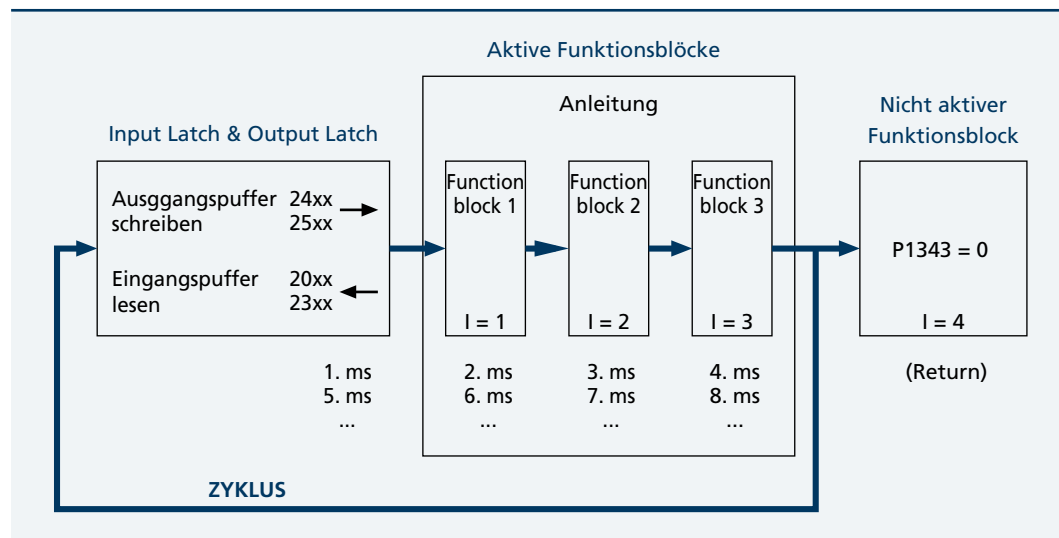 Aktive Funktionsblöcke
Anleitung
Nicht aktiver
Funktionsblock
Input Latch & Output Latch
Ausggangspuffer 24xx
schreiben 25xx
Eingangspuffer 20xx
lesen 23xx
Function
block 1
I = 1
Function
block 2
I = 2
Function
block 3
I = 3
P1343 = 0
I = 4
1. ms 2. ms 3. ms 4. ms
5. ms 6. ms 7. ms 8. ms
... ... ... ...
(Return)
ZYKLUS